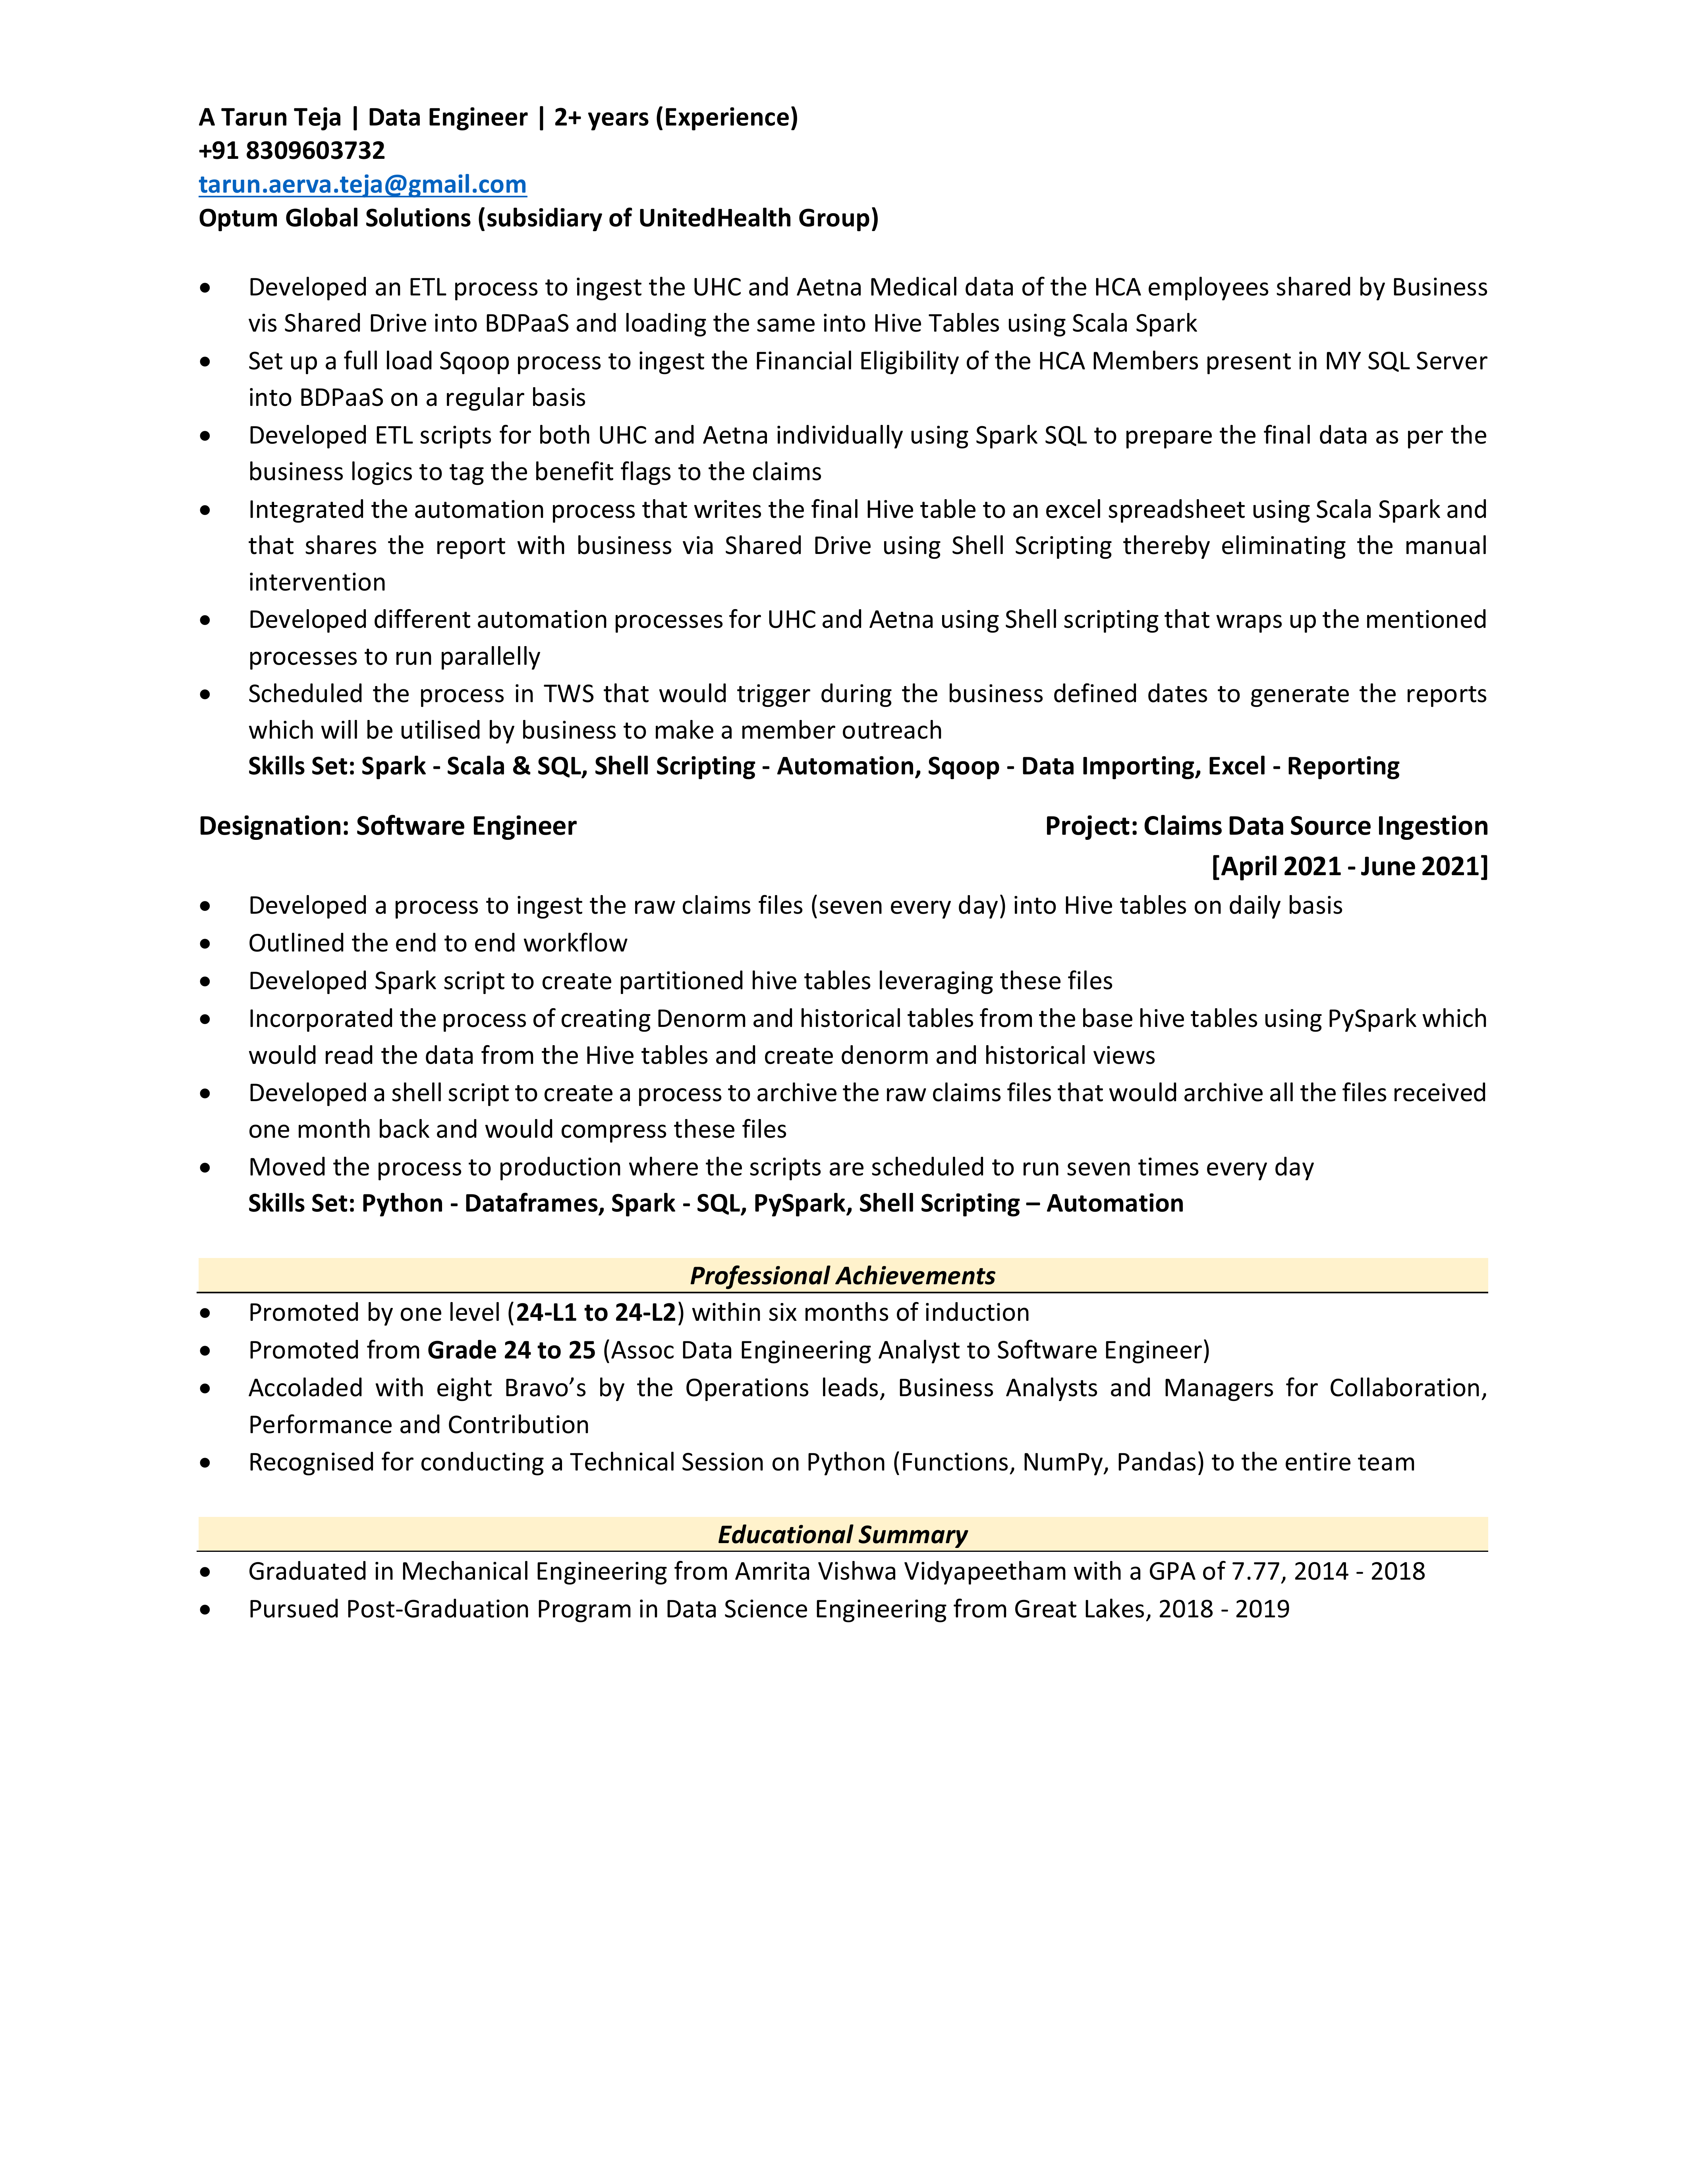 A Tarun Teja | Data Engineer | 2+ years (Experience)
+91 8309603732
tarun.aerva.teja@gmail.com
Optum Global Solutions (subsidiary of UnitedHealth Group)
• Developed an ETL process to ingest the UHC and Aetna Medical data of the HCA employees shared by Business
vis Shared Drive into BDPaaS and loading the same into Hive Tables using Scala Spark
• Set up a full load Sqoop process to ingest the Financial Eligibility of the HCA Members present in MY SQL Server
into BDPaaS on a regular basis
• Developed ETL scripts for both UHC and Aetna individually using Spark SQL to prepare the final data as per the
business logics to tag the benefit flags to the claims
• Integrated the automation process that writes the final Hive table to an excel spreadsheet using Scala Spark and
that shares the report with business via Shared Drive using Shell Scripting thereby eliminating the manual
intervention
• Developed different automation processes for UHC and Aetna using Shell scripting that wraps up the mentioned
processes to run parallelly
• Scheduled the process in TWS that would trigger during the business defined dates to generate the reports
which will be utilised by business to make a member outreach
Skills Set: Spark - Scala & SQL, Shell Scripting - Automation, Sqoop - Data Importing, Excel - Reporting
Designation: Software Engineer Project: Claims Data Source Ingestion
[April 2021 - June 2021]
• Developed a process to ingest the raw claims files (seven every day) into Hive tables on daily basis
• Outlined the end to end workflow
• Developed Spark script to create partitioned hive tables leveraging these files
• Incorporated the process of creating Denorm and historical tables from the base hive tables using PySpark which
would read the data from the Hive tables and create denorm and historical views
• Developed a shell script to create a process to archive the raw claims files that would archive all the files received
one month back and would compress these files
• Moved the process to production where the scripts are scheduled to run seven times every day
Skills Set: Python - Dataframes, Spark - SQL, PySpark, Shell Scripting – Automation
Professional Achievements
• Promoted by one level (24-L1 to 24-L2) within six months of induction
• Promoted from Grade 24 to 25 (Assoc Data Engineering Analyst to Software Engineer)
• Accoladed with eight Bravo’s by the Operations leads, Business Analysts and Managers for Collaboration,
Performance and Contribution
• Recognised for conducting a Technical Session on Python (Functions, NumPy, Pandas) to the entire team
Educational Summary
• Graduated in Mechanical Engineering from Amrita Vishwa Vidyapeetham with a GPA of 7.77, 2014 - 2018
• Pursued Post-Graduation Program in Data Science Engineering from Great Lakes, 2018 - 2019